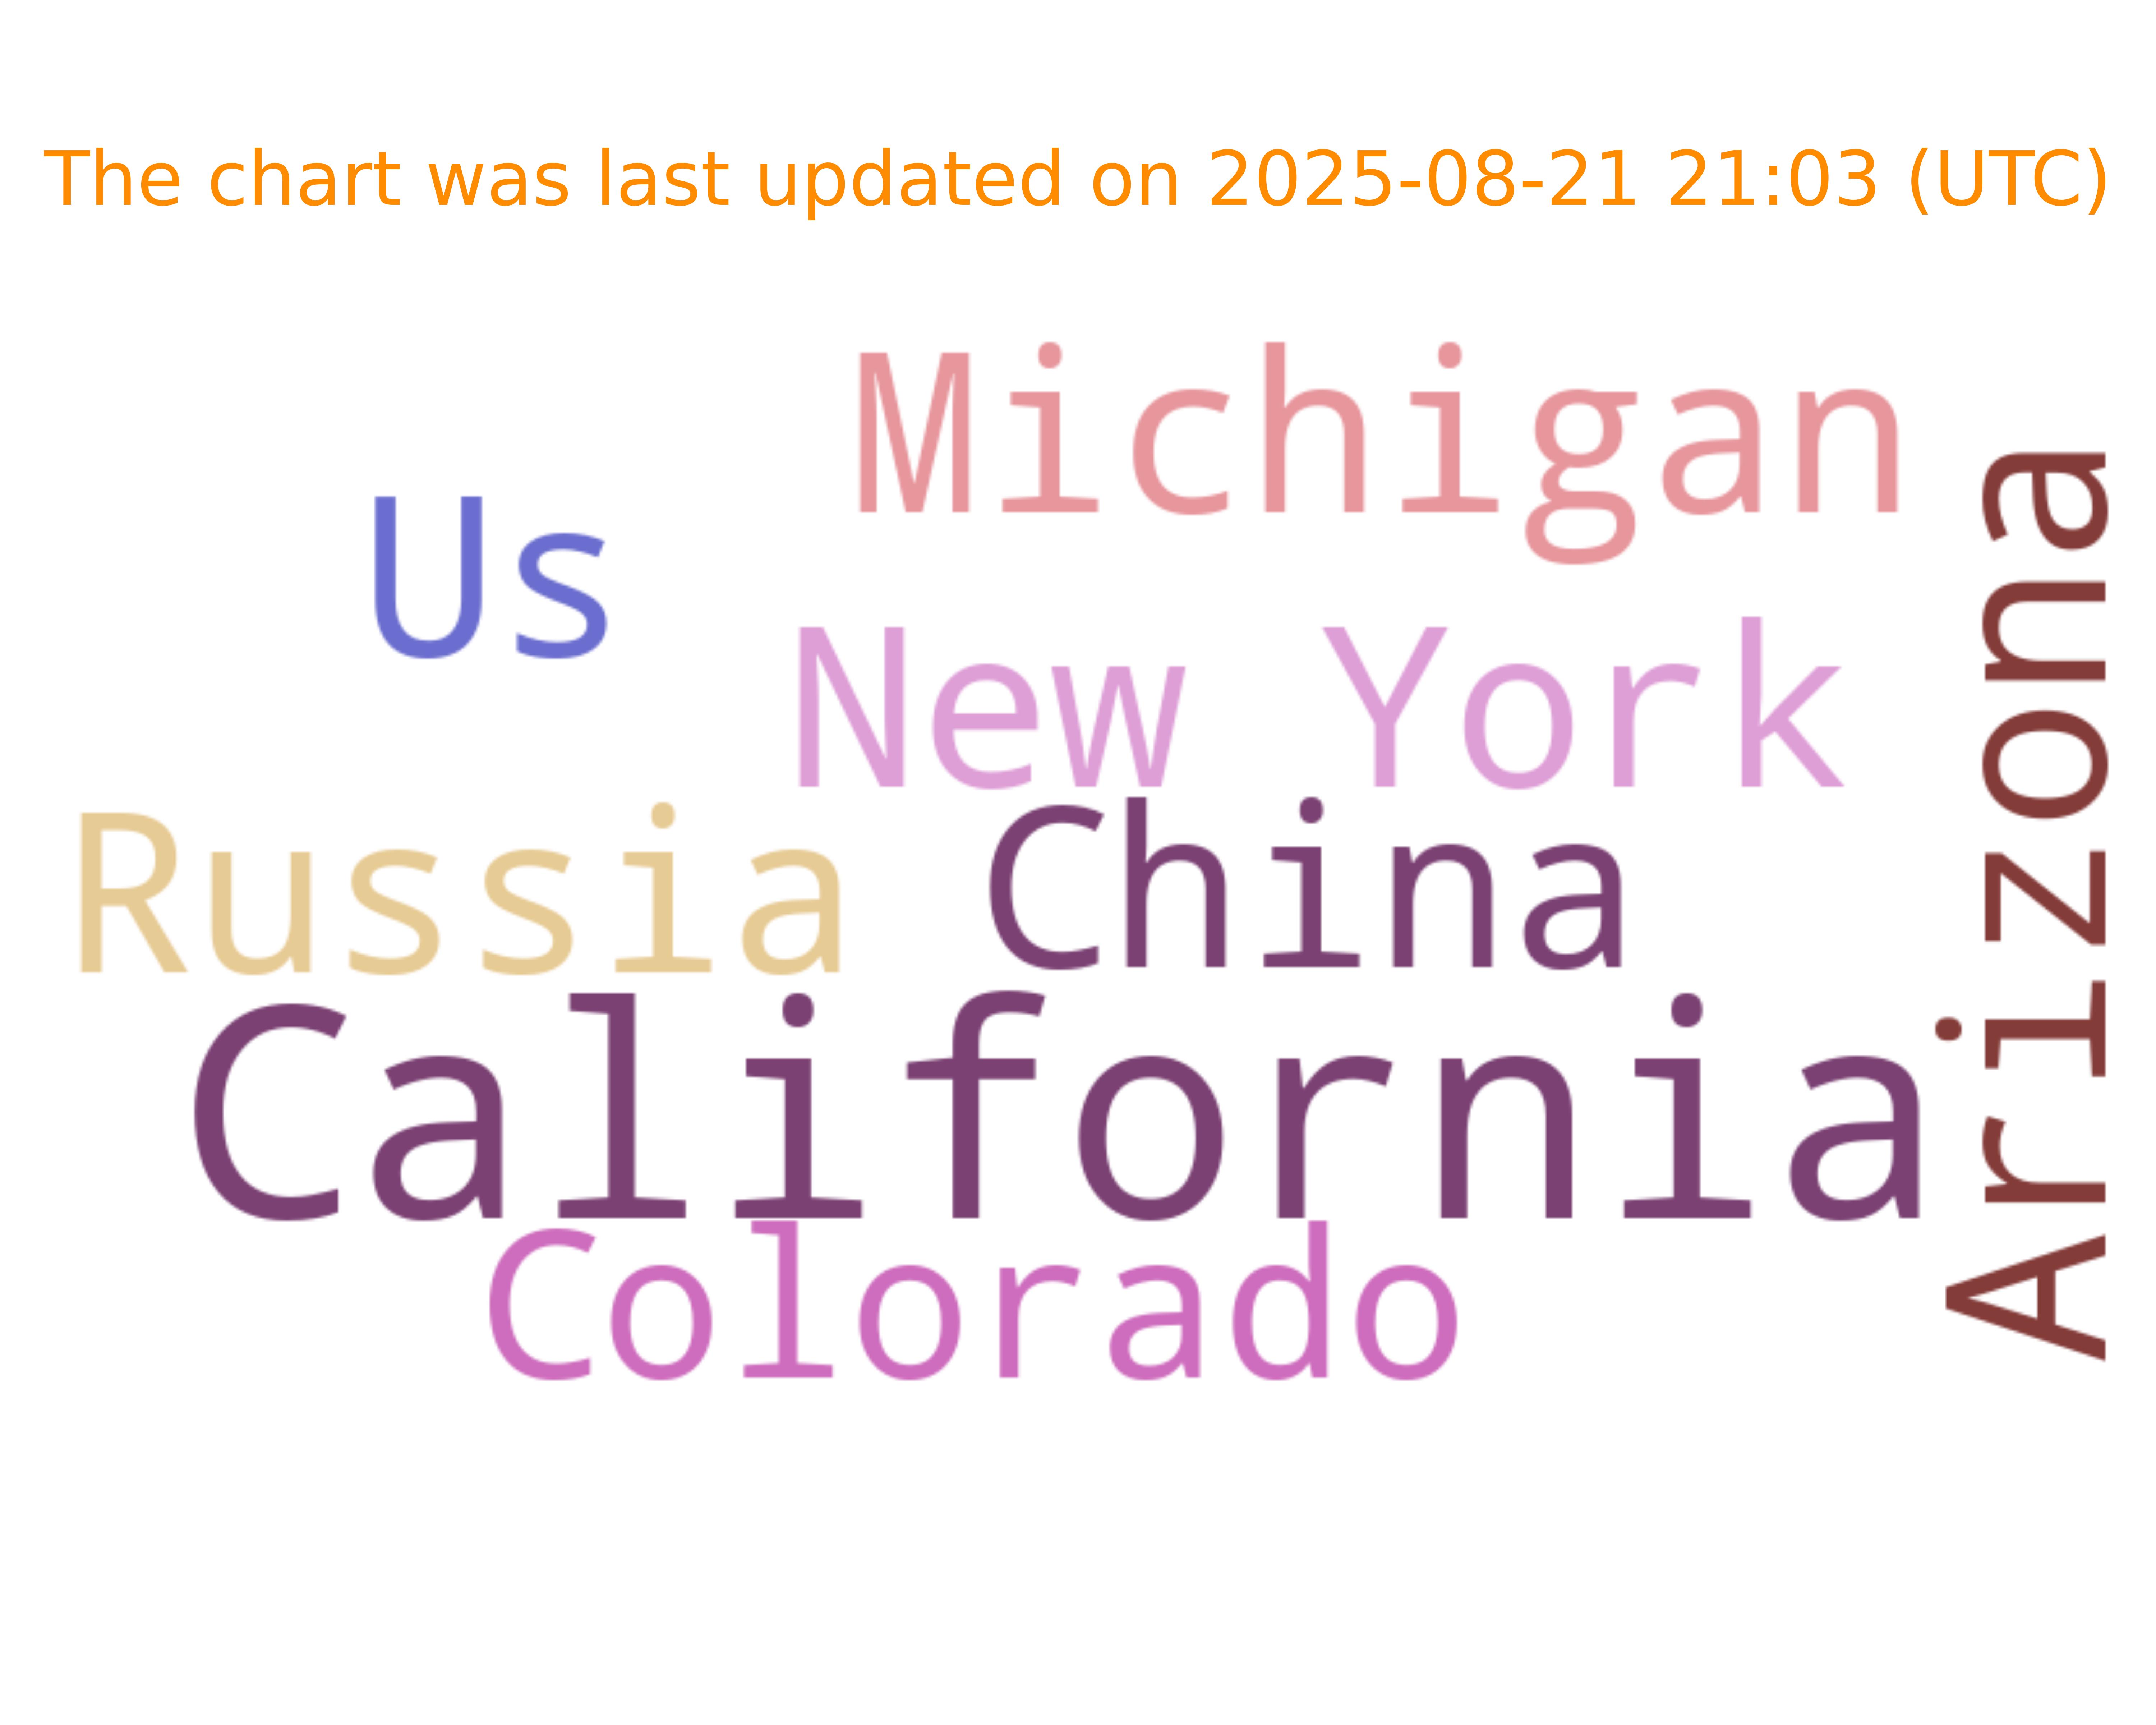 The chart was last updated on 2025-08-21 21:03 (UTC)
Michigan
Us
New York
Russia China
California
Colorado
Arizona